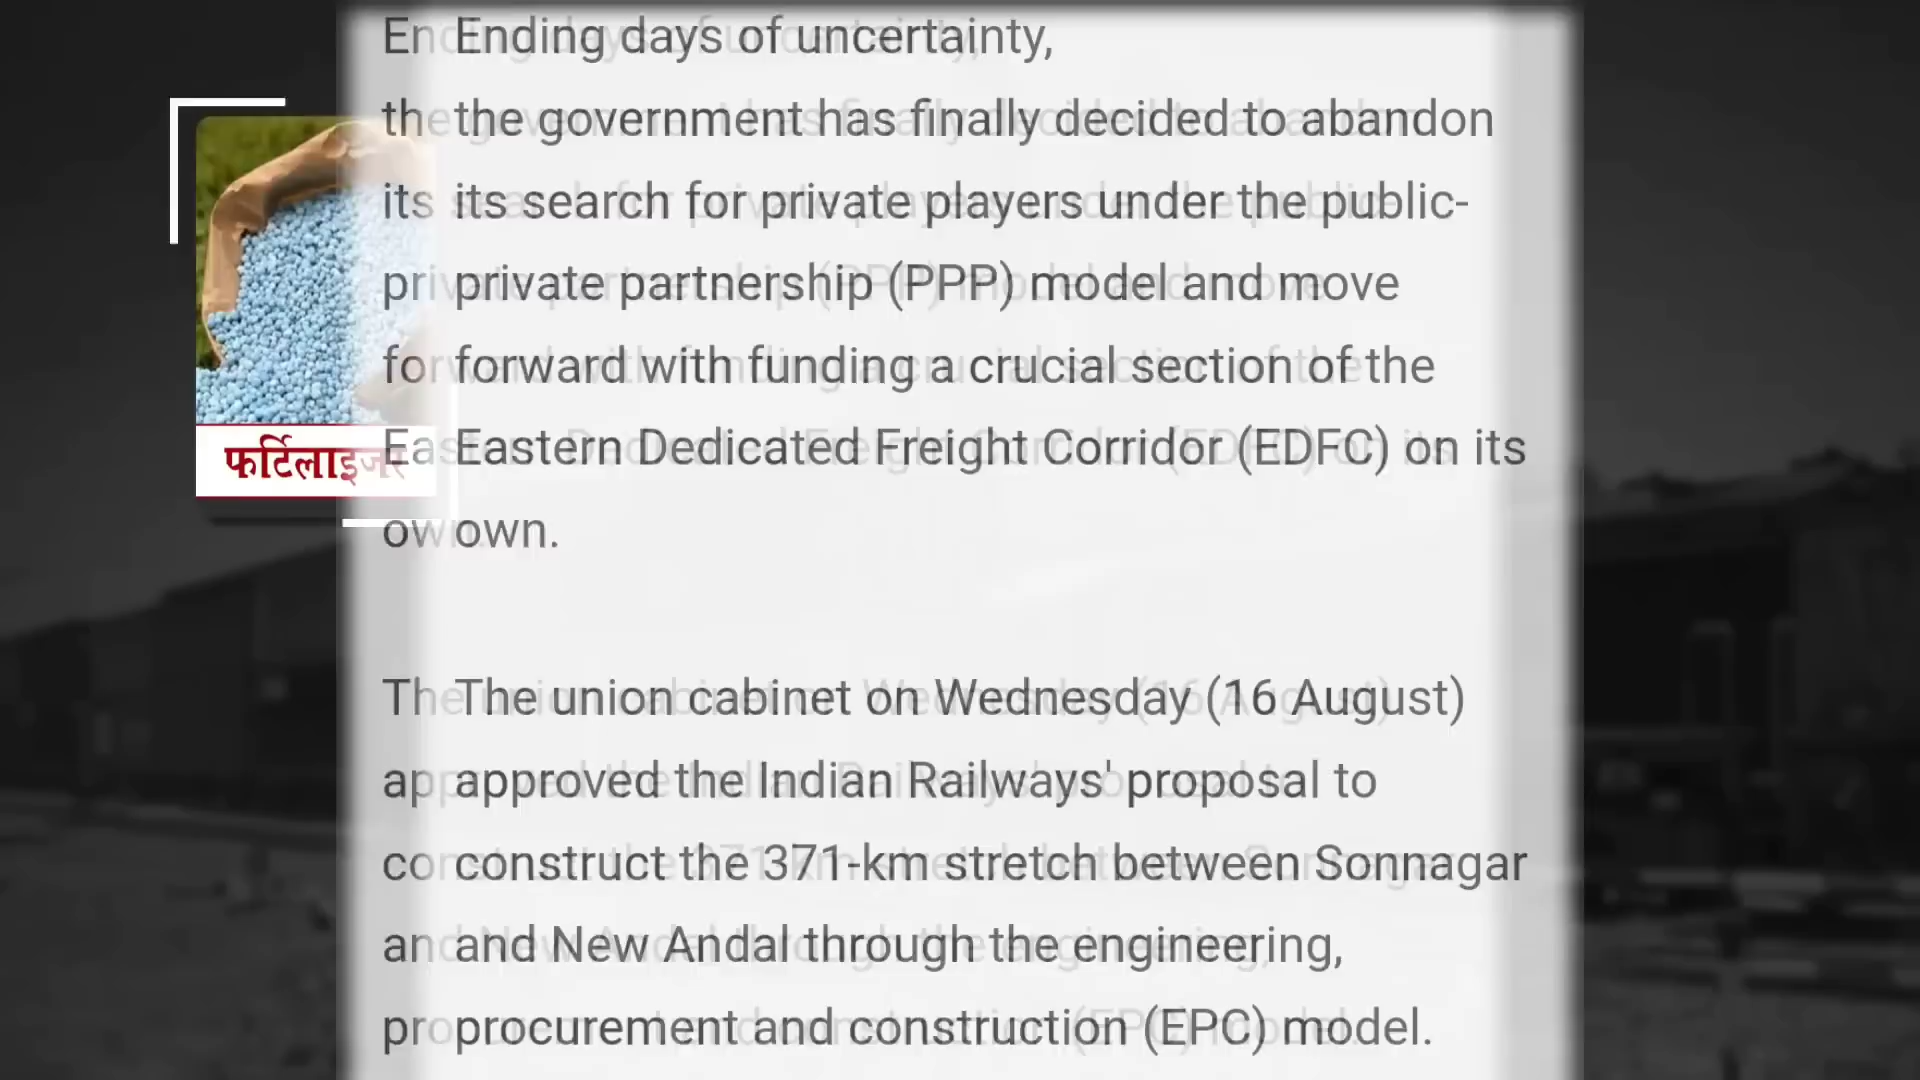 Ending days of uncertainty,
the government has finally decided to abandon
its search for private players under the public-
private partnership (PPP) model and move
forward with funding a crucial section of the
Eastern Dedicated Freight Corridor (EDFC) on its
own.
The union cabinet on Wednesday (16 August)
approved the Indian Railways' proposal to
construct the 371-km stretch between Sonnagar
and New Andal through the engineering,
procurement and construction (EPC) model.
फर्टिलाइजर